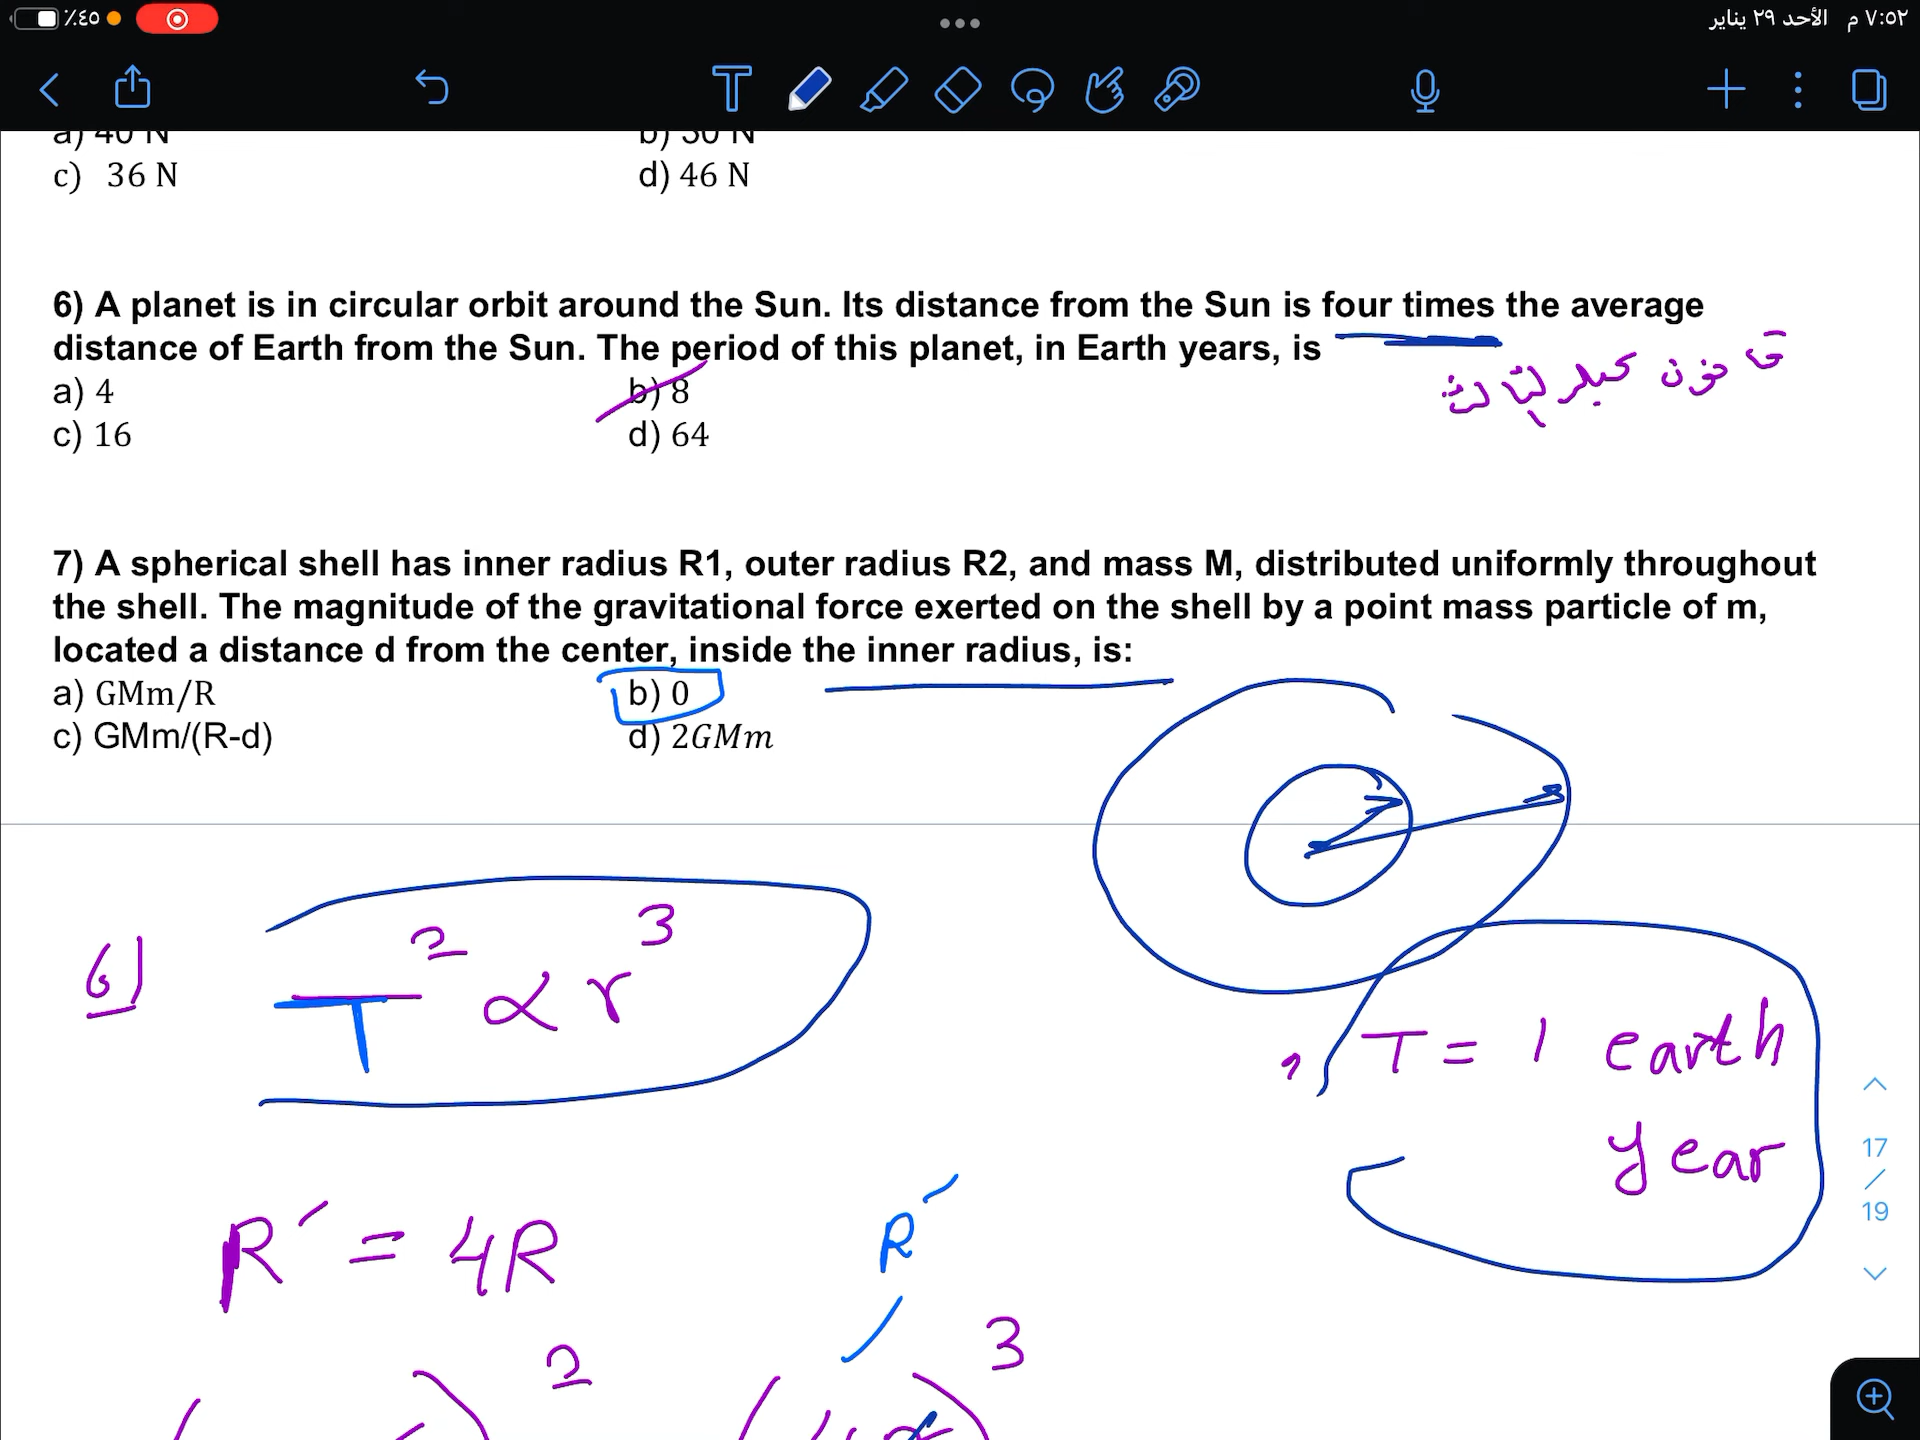 ٪٤٥
٧:٥٢ م الأحد ٢٩ يناير
a) 40 N b) 30 N
c) 36 N d) 46 N
6) A planet is in circular orbit around the Sun. Its distance from the Sun is four times the average
distance of Earth from the Sun. The period of this planet, in Earth years, is
قانون كبلر الثالث
a) 4 b) 8
c) 16 d) 64
7) A spherical shell has inner radius R1, outer radius R2, and mass M, distributed uniformly throughout
the shell. The magnitude of the gravitational force exerted on the shell by a point mass particle of m,
located a distance d from the center, inside the inner radius, is:
a) GMm/R b) 0
c) GMm/(R-d) d) 2GMm
6) T² ∝ r³
, T = 1 earth
year
R′ = 4R
R′
2 3
17
/
19